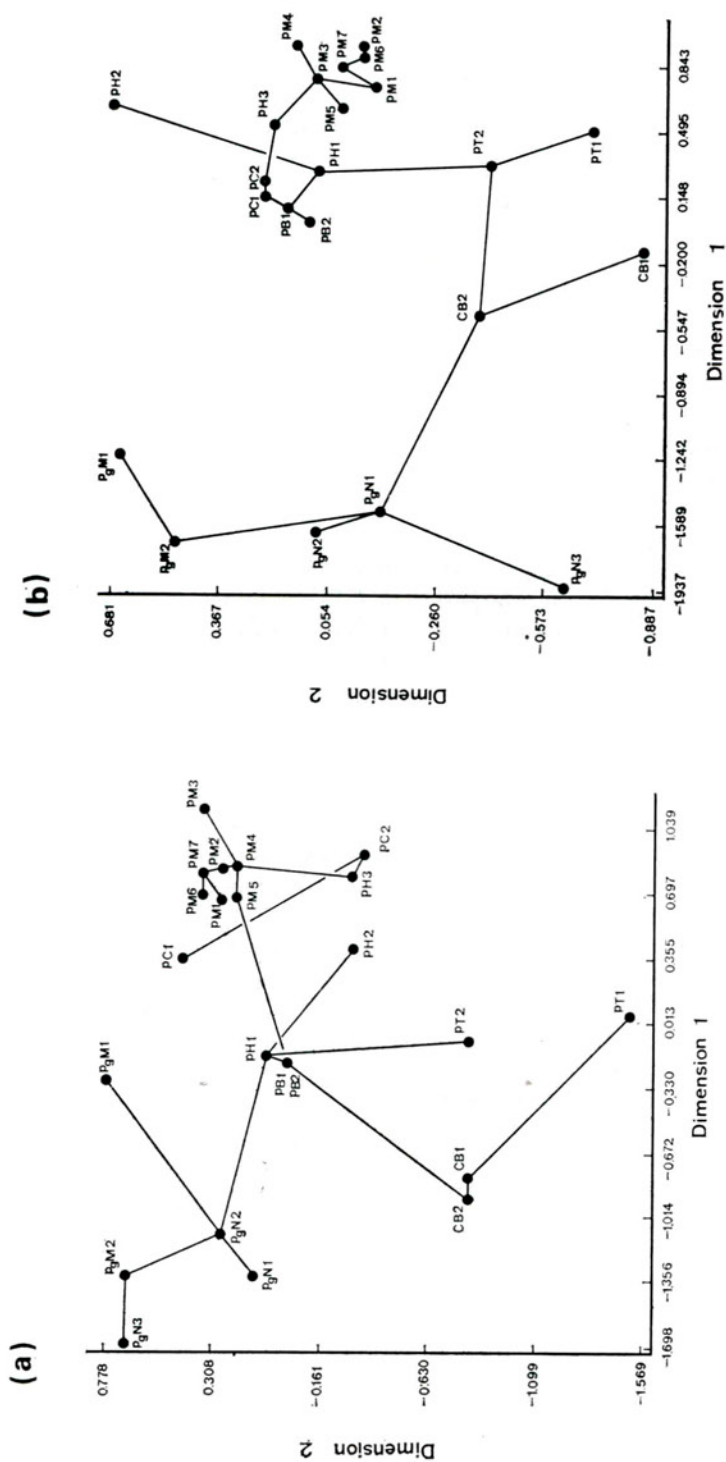 (a)
Dimension 2
0.778
0.308
-0.161
-0.630
-1.099
-1.569
-1.698
-1.356
-1.014
-0.672
-0.330
0.013
0.355
0.697
1.039
Dimension 1
PgN3
PgM2
PgN2
PgN1
PgM1
PH1
PB1
PB2
CB2
CB1
PT2
PT1
PH2
PC1
PM6
PM1
PM7
PM2
PM5
PM4
PM3
PH3
PC2
(b)
Dimension 2
0.681
0.367
0.054
-0.260
-0.573
-0.887
-1.937
-1.589
-1.242
-0.894
-0.547
-0.200
0.148
0.495
0.843
Dimension 1
PgM1
PgM2
PgN2
PgN1
PgN3
CB2
CB1
PT2
PT1
PH1
PH2
PB2
PB1
PC1
PC2
PH3
PM5
PM1
PM3
PM4
PM7
PM6
PM2